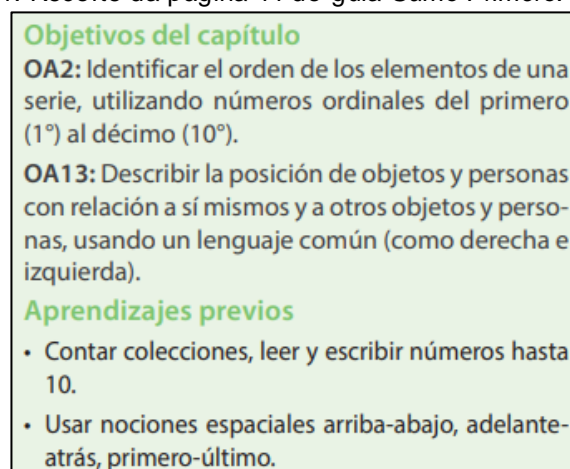 Objetivos del capítulo
OA2: Identificar el orden de los elementos de una
serie, utilizando números ordinales del primero
(1°) al décimo (10°).
OA13: Describir la posición de objetos y personas
con relación a sí mismos y a otros objetos y perso-
nas, usando un lenguaje común (como derecha e
izquierda).
Aprendizajes previos
• Contar colecciones, leer y escribir números hasta
10.
• Usar nociones espaciales arriba-abajo, adelante-
atrás, primero-último.